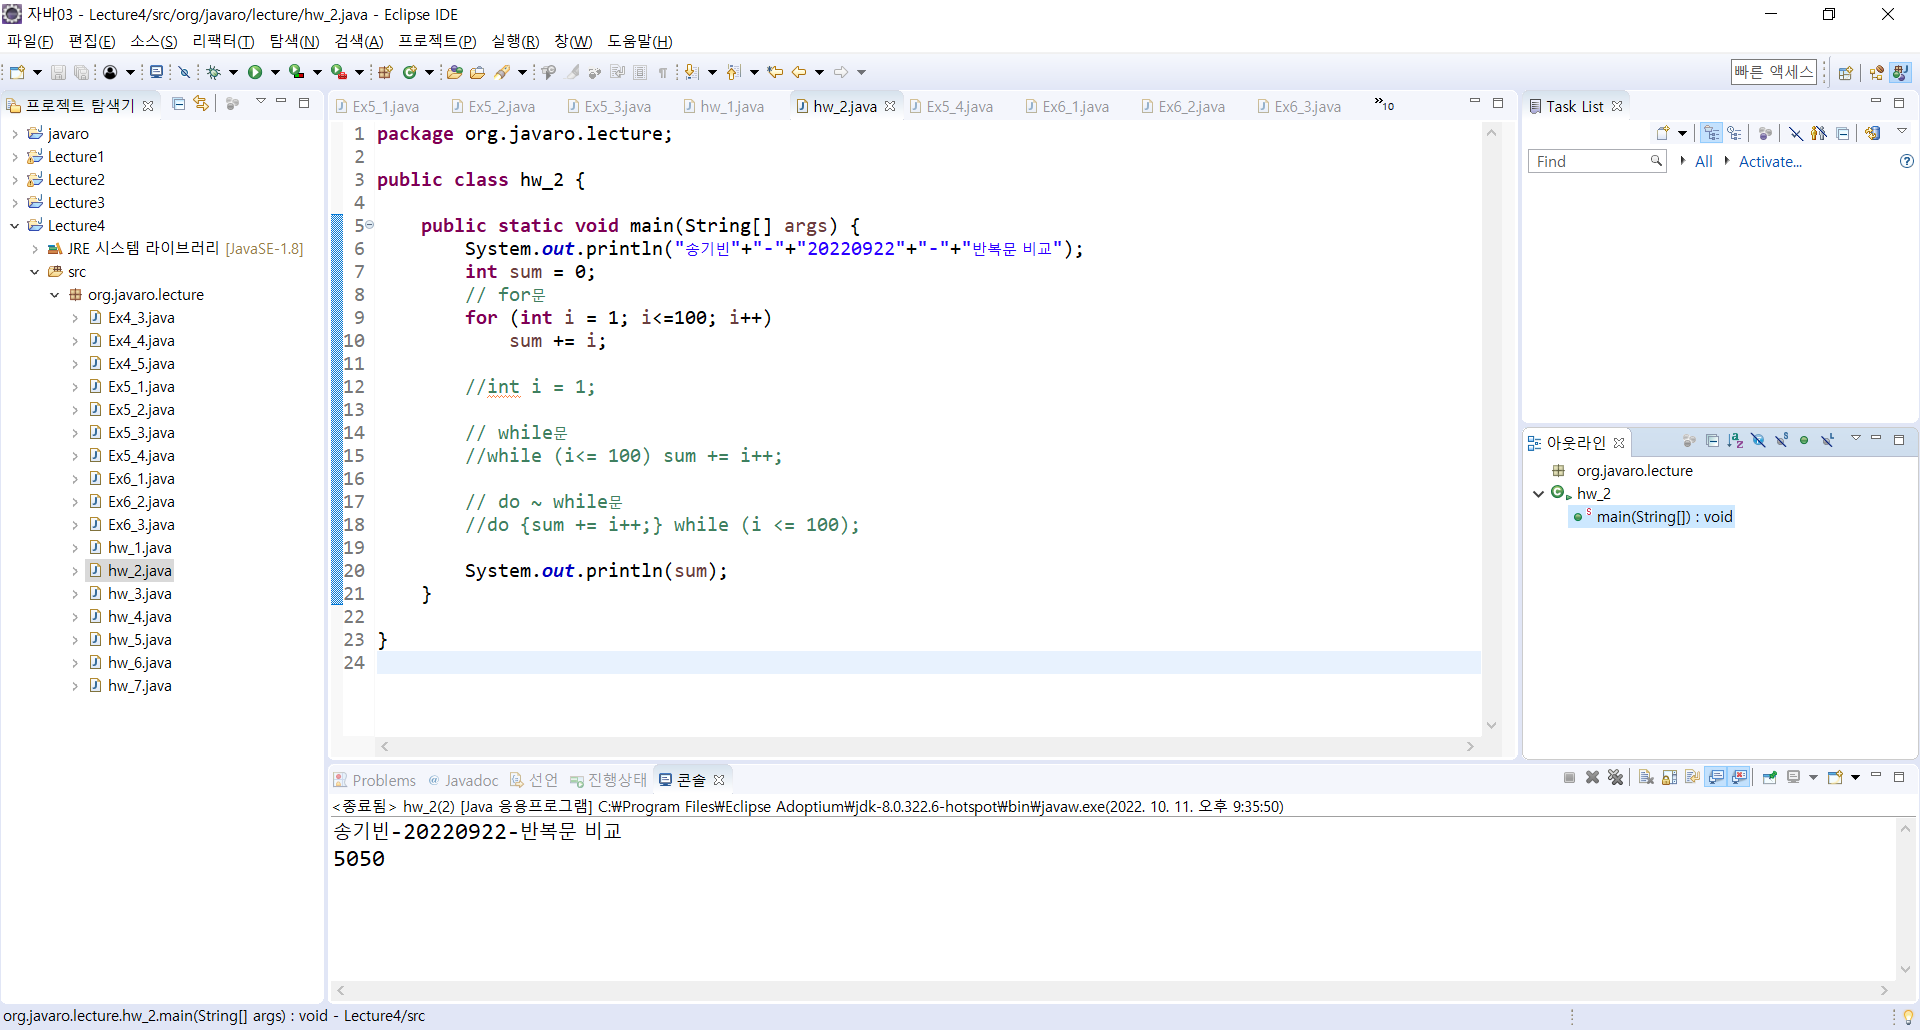 자바03 - Lecture4/src/org/javaro/lecture/hw_2.java - Eclipse IDE
파일(F) 편집(E) 소스(S) 리팩터(T) 탐색(N) 검색(A) 프로젝트(P) 실행(R) 창(W) 도움말(H)
빠른 액세스
프로젝트 탐색기
javaro
Lecture1
Lecture2
Lecture3
Lecture4
JRE 시스템 라이브러리 [JavaSE-1.8]
src
org.javaro.lecture
Ex4_3.java
Ex4_4.java
Ex4_5.java
Ex5_1.java
Ex5_2.java
Ex5_3.java
Ex5_4.java
Ex6_1.java
Ex6_2.java
Ex6_3.java
hw_1.java
hw_2.java
hw_3.java
hw_4.java
hw_5.java
hw_6.java
hw_7.java
Ex5_1.java Ex5_2.java Ex5_3.java hw_1.java hw_2.java Ex5_4.java Ex6_1.java Ex6_2.java Ex6_3.java »10
1 package org.javaro.lecture;
2
3 public class hw_2 {
4
5 public static void main(String[] args) {
6 System.out.println("송기빈"+"-"+"20220922"+"-"+"반복문 비교");
7 int sum = 0;
8 // for문
9 for (int i = 1; i<=100; i++)
10 sum += i;
11
12 //int i = 1;
13
14 // while문
15 //while (i<= 100) sum += i++;
16
17 // do ~ while문
18 //do {sum += i++;} while (i <= 100);
19
20 System.out.println(sum);
21 }
22
23 }
24
Task List
Find All Activate...
아웃라인
org.javaro.lecture
hw_2
main(String[]) : void
Problems @ Javadoc 선언 진행상태 콘솔
<종료됨> hw_2(2) [Java 응용프로그램] C:₩Program Files₩Eclipse Adoptium₩jdk-8.0.322.6-hotspot₩bin₩javaw.exe(2022. 10. 11. 오후 9:35:50)
송기빈-20220922-반복문 비교
5050
org.javaro.lecture.hw_2.main(String[] args) : void - Lecture4/src